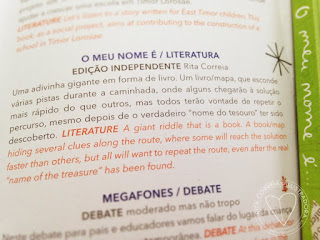 LITERATURE Let's listen to a story written for East Timor children. This
book, as a social project, aims at contributing to the construction of a
school in Timor Lorosae.
O MEU NOME É / LITERATURA
EDIÇÃO INDEPENDENTE Rita Correia
Uma adivinha gigante em forma de livro. Um livro/mapa, que esconde
várias pistas durante a caminhada, onde alguns chegarão à solução
mais rápido do que outros, mas todos terão vontade de repetir o
percurso, mesmo depois de o verdadeiro "nome do tesouro" ter sido
descoberto. LITERATURE A giant riddle that is a book. A book/map
hiding several clues along the route, where some will reach the solution
faster than others, but all will want to repeat the route, even after the real
"name of the treasure" has been found.
MEGAFONES / DEBATE
DEBATE moderado mas não tropo
Neste debate para pais e educadores vamos falar do lugar da criança
DEBATE At this debate
o meu nome é